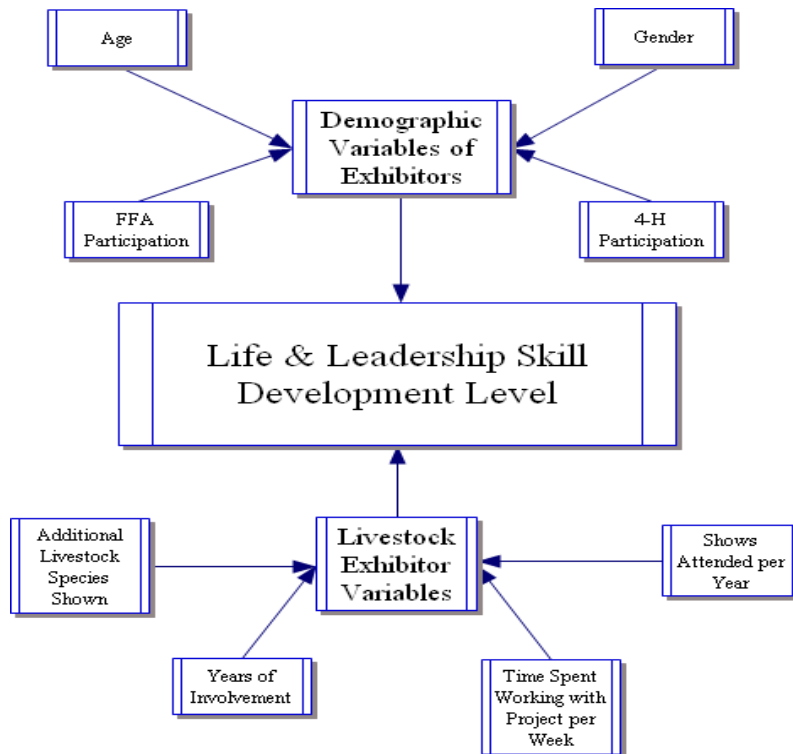 Age
Gender
Demographic
Variables of
Exhibitors
FFA
Participation
4-H
Participation
Life & Leadership Skill
Development Level
Additional
Livestock
Species
Shown
Livestock
Exhibitor
Variables
Shows
Attended per
Year
Years of
Involvement
Time Spent
Working with
Project per
Week